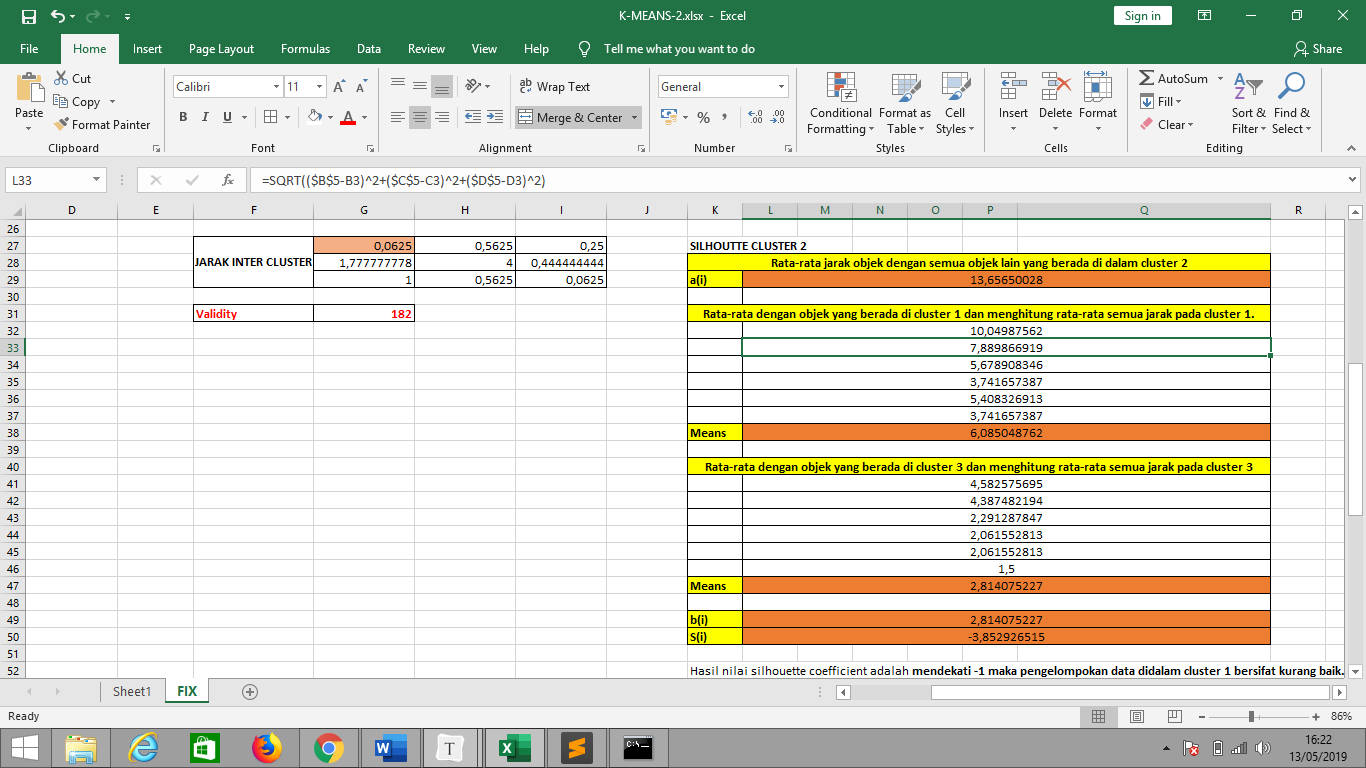 K-MEANS-2.xlsx - Excel
Sign in
File Home Insert Page Layout Formulas Data Review View Help Tell me what you want to do Share
Paste
Cut
Copy
Format Painter
Clipboard
Calibri 11
B I U
Font
Wrap Text
Merge & Center
Alignment
General
% ,
Number
Conditional Formatting
Format as Table
Cell Styles
Styles
Insert Delete Format
Cells
AutoSum
Fill
Clear
Sort & Filter
Find & Select
Editing
L33 fx =SQRT(($B$5-B3)^2+($C$5-C3)^2+($D$5-D3)^2)
D E F G H I J K L M N O P Q R
26
27 0,0625 0,5625 0,25 SILHOUTTE CLUSTER 2
28 JARAK INTER CLUSTER 1,777777778 4 0,444444444 Rata-rata jarak objek dengan semua objek lain yang berada di dalam cluster 2
29 1 0,5625 0,0625 a(i) 13,65650028
30
31 Validity 182 Rata-rata dengan objek yang berada di cluster 1 dan menghitung rata-rata semua jarak pada cluster 1.
32 10,04987562
33 7,889866919
34 5,678908346
35 3,741657387
36 5,408326913
37 3,741657387
38 Means 6,085048762
39
40 Rata-rata dengan objek yang berada di cluster 3 dan menghitung rata-rata semua jarak pada cluster 3
41 4,582575695
42 4,387482194
43 2,291287847
44 2,061552813
45 2,061552813
46 1,5
47 Means 2,814075227
48
49 b(i) 2,814075227
50 S(i) -3,852926515
51
52 Hasil nilai silhouette coefficient adalah mendekati -1 maka pengelompokan data didalam cluster 1 bersifat kurang baik.
Sheet1 FIX
Ready 86%
16:22
13/05/2019